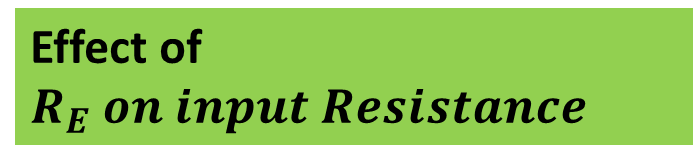 Effect of
R_E on input Resistance